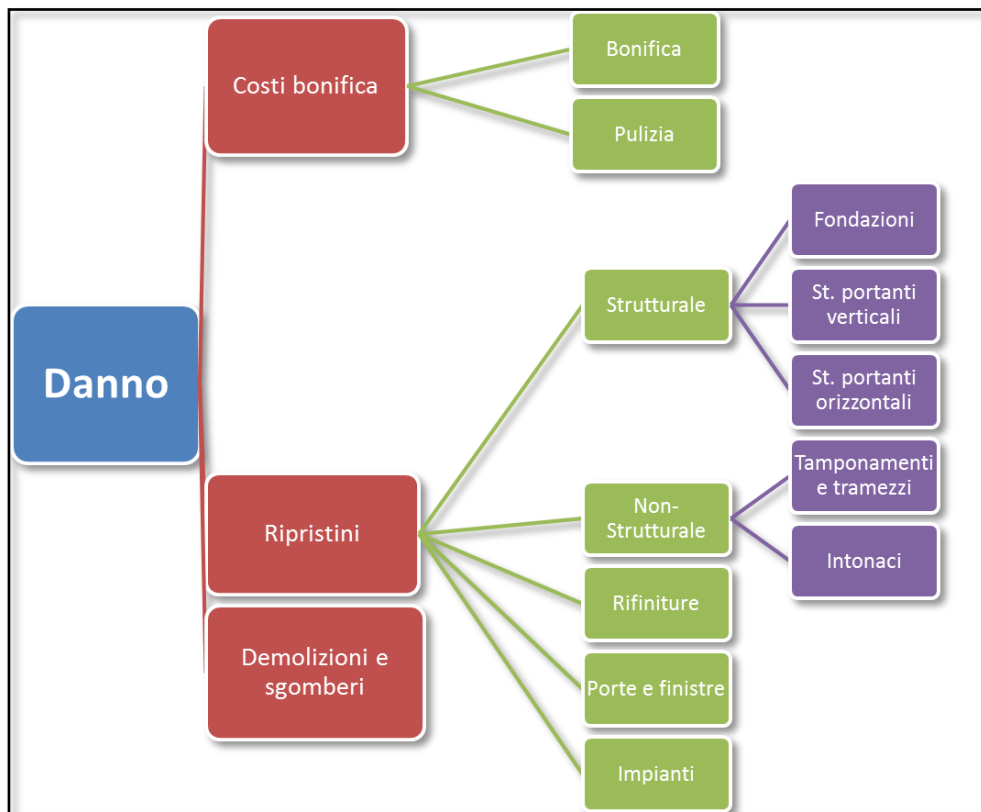 Danno
Costi bonifica
Bonifica
Pulizia
Ripristini
Strutturale
Fondazioni
St. portanti
verticali
St. portanti
orizzontali
Non-
Strutturale
Tamponamenti
e tramezzi
Intonaci
Rifiniture
Porte e finistre
Impianti
Demolizioni e
sgomberi